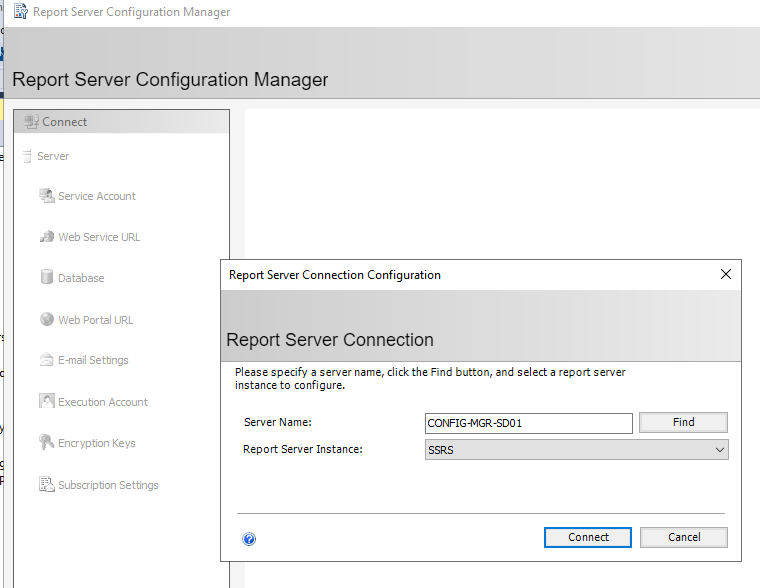 Report Server Configuration Manager
Report Server Configuration Manager
Connect
Server
Service Account
Web Service URL
Database
Web Portal URL
E-mail Settings
Execution Account
Encryption Keys
Subscription Settings
Report Server Connection Configuration
Report Server Connection
Please specify a server name, click the Find button, and select a report server
instance to configure.
Server Name:
CONFIG-MGR-SD01
Find
Report Server Instance:
SSRS
Connect
Cancel